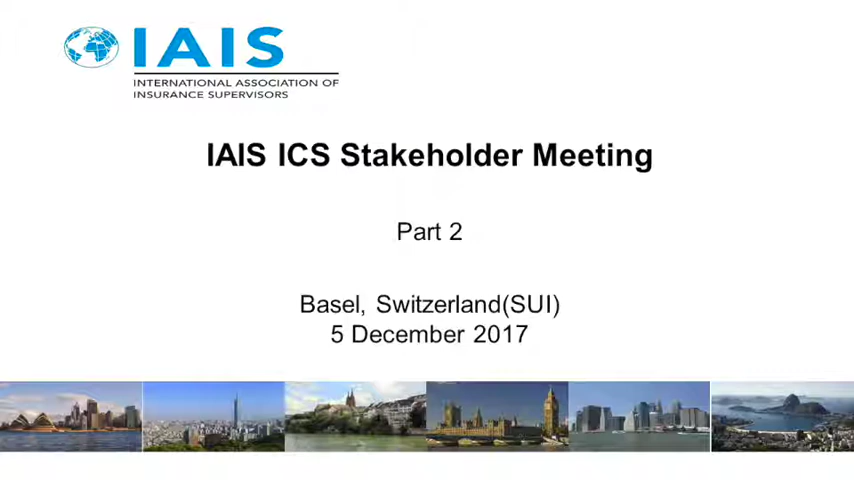 IAIS
INTERNATIONAL ASSOCIATION OF
INSURANCE SUPERVISORS
IAIS ICS Stakeholder Meeting
Part 2
Basel, Switzerland(SUI)
5 December 2017